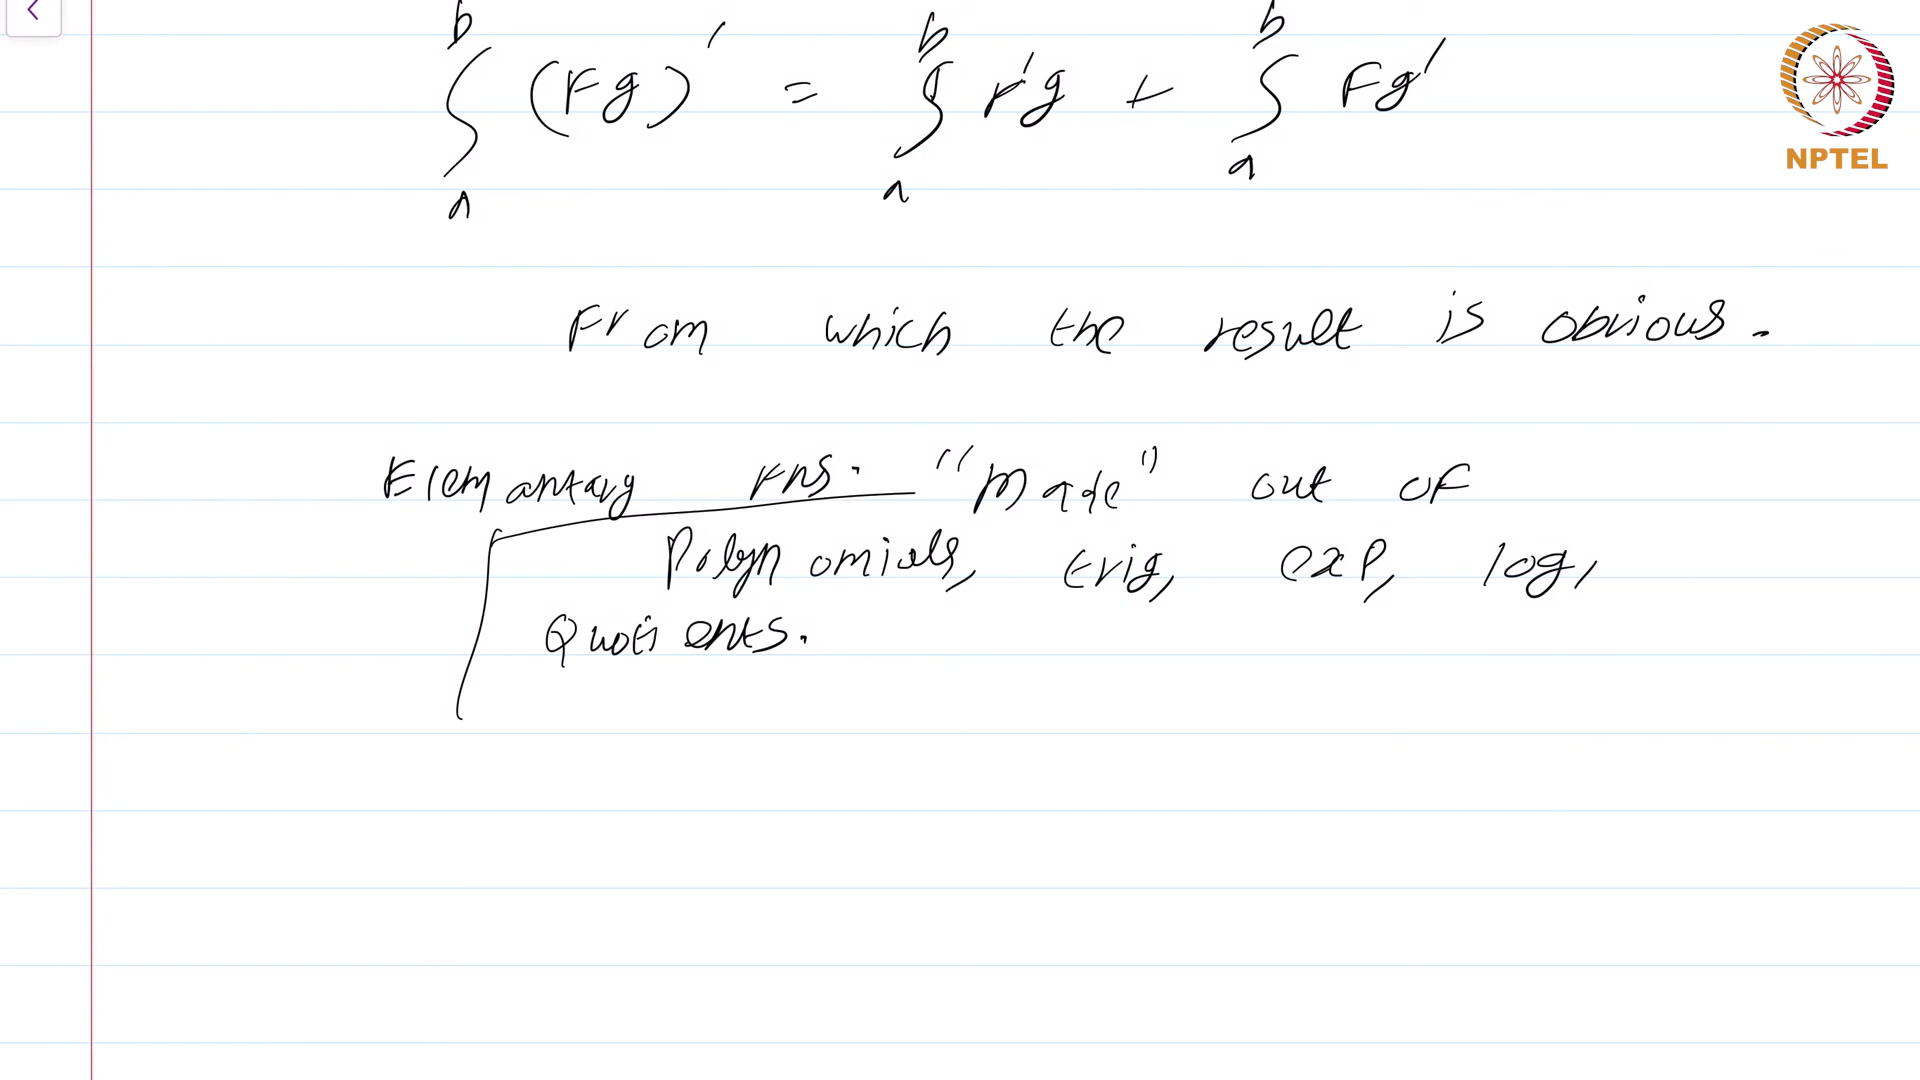 ∫_a^b (Fg)' = ∫_a^b F'g + ∫_a^b Fg'
NPTEL
From which the result is obvious.
Elementary Fns. "Made" out of
Polynomials, trig, exp, log,
Quotients.